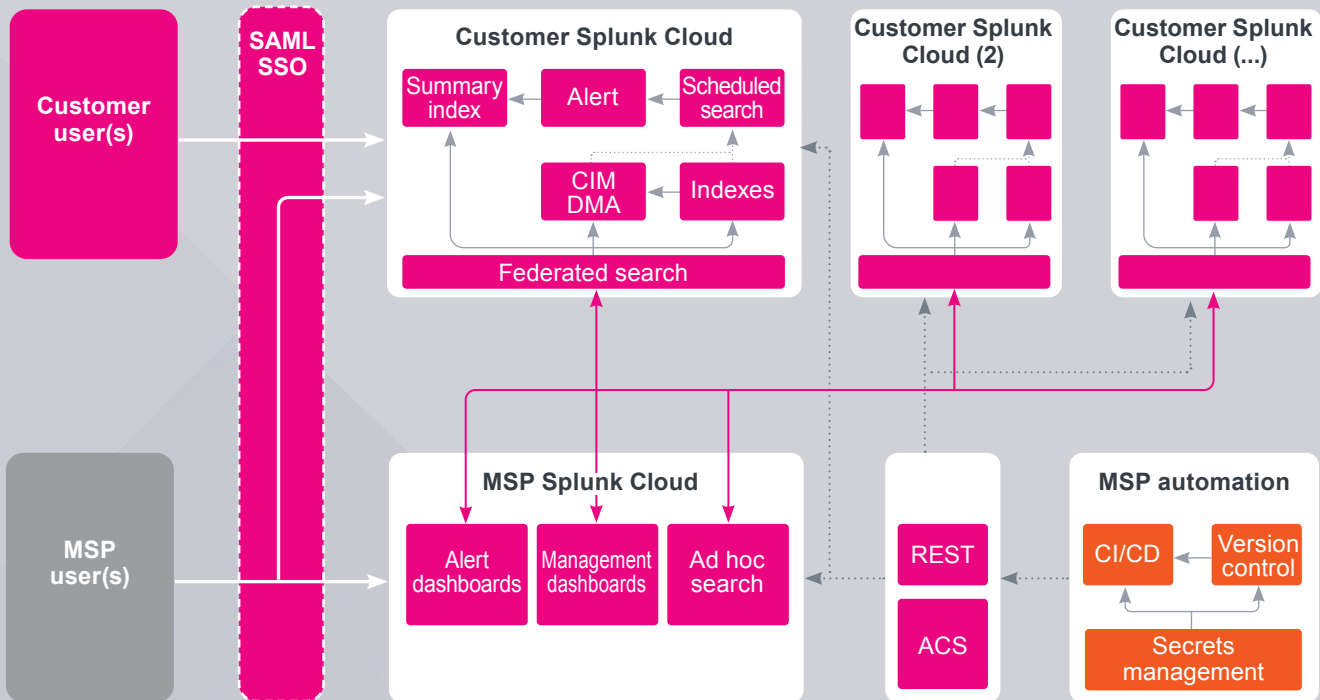 Customer
user(s)
SAML
SSO
Customer Splunk Cloud
Summary
index
Alert
Scheduled
search
CIM
DMA
Indexes
Federated search
Customer Splunk
Cloud (2)
Customer Splunk
Cloud (...)
MSP
user(s)
MSP Splunk Cloud
Alert
dashboards
Management
dashboards
Ad hoc
search
REST
ACS
MSP automation
CI/CD
Version
control
Secrets
management